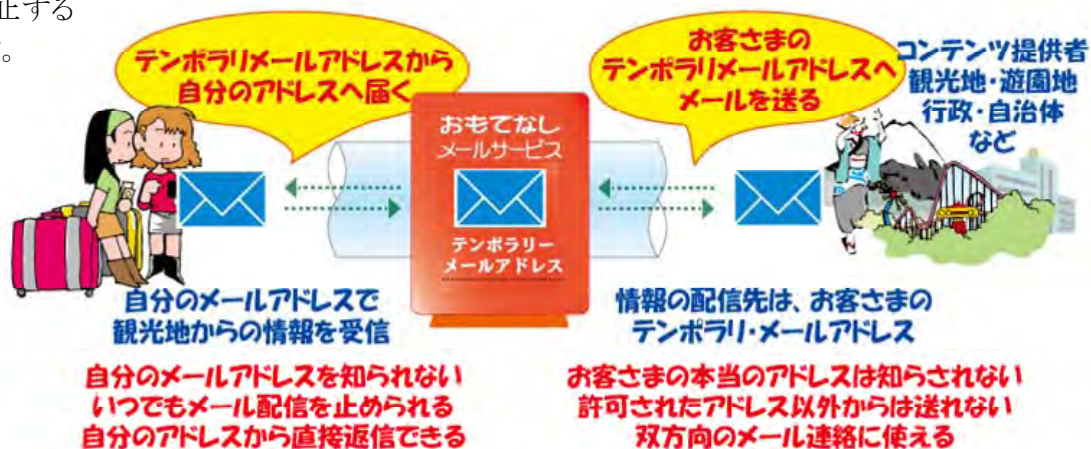 止する
。
テンポラリメールアドレスから
自分のアドレスへ届く
お客さまの
テンポラリメールアドレスへ
メールを送る
コンテンツ提供者
観光地・遊園地
行政・自治体
など
おもてなし
メールサービス
テンポラリー
メールアドレス
自分のメールアドレスで
観光地からの情報を受信
情報の配信先は、お客さまの
テンポラリ・メールアドレス
自分のメールアドレスを知られない
いつでもメール配信を止められる
自分のアドレスから直接返信できる
お客さまの本当のアドレスは知らされない
許可されたアドレス以外からは送れない
双方向のメール連絡に使える